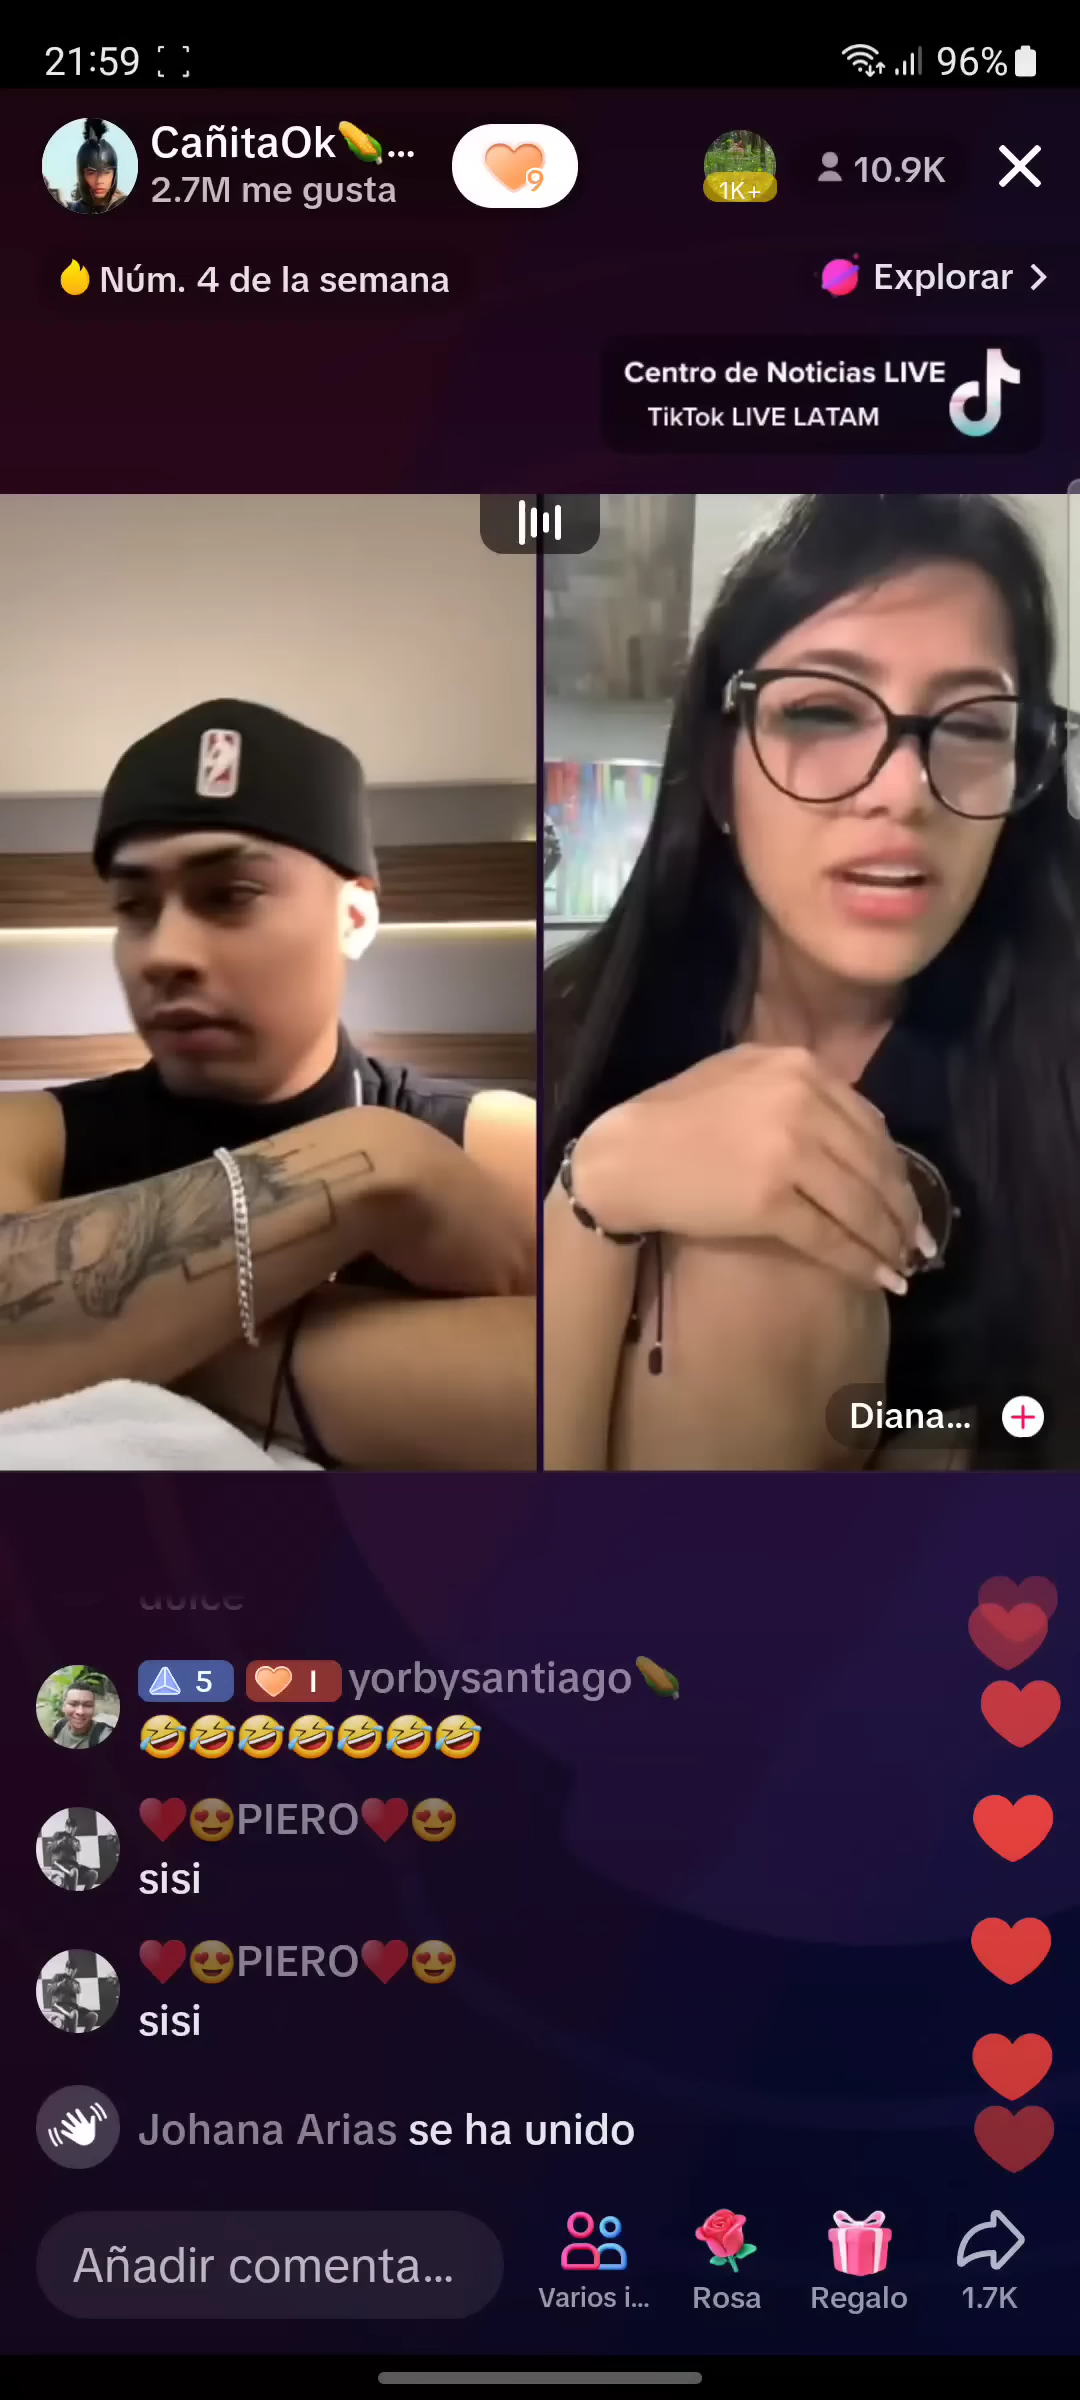 21:59
96%
CañitaOk🌽...
2.7M me gusta
9
1K+
10.9K
Núm. 4 de la semana
Explorar
Centro de Noticias LIVE
TikTok LIVE LATAM
Diana...
5
I
yorbysantiago🌽
🤣🤣🤣🤣🤣🤣🤣
♥️😍PIERO♥️😍
sisi
♥️😍PIERO♥️😍
sisi
Johana Arias se ha unido
Añadir comenta...
Varios i...
Rosa
Regalo
1.7K